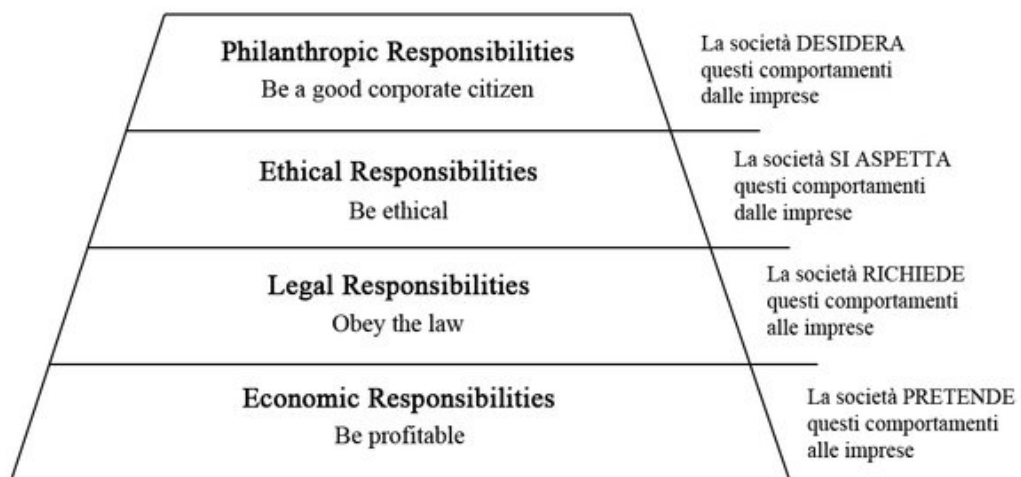 Philanthropic Responsibilities
Be a good corporate citizen
La società DESIDERA
questi comportamenti
dalle imprese
Ethical Responsibilities
Be ethical
La società SI ASPETTA
questi comportamenti
dalle imprese
Legal Responsibilities
Obey the law
La società RICHIEDE
questi comportamenti
alle imprese
Economic Responsibilities
Be profitable
La società PRETENDE
questi comportamenti
alle imprese